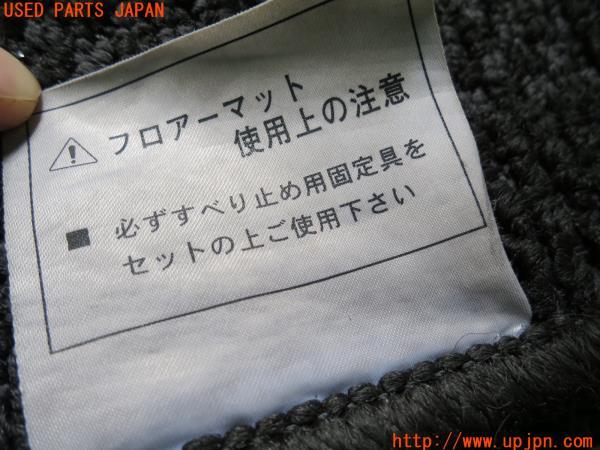 USED PARTS JAPAN
フロアーマット
使用上の注意
■ 必ずすべり止め用固定具を
セットの上ご使用下さい
http://www.upjpn.com/